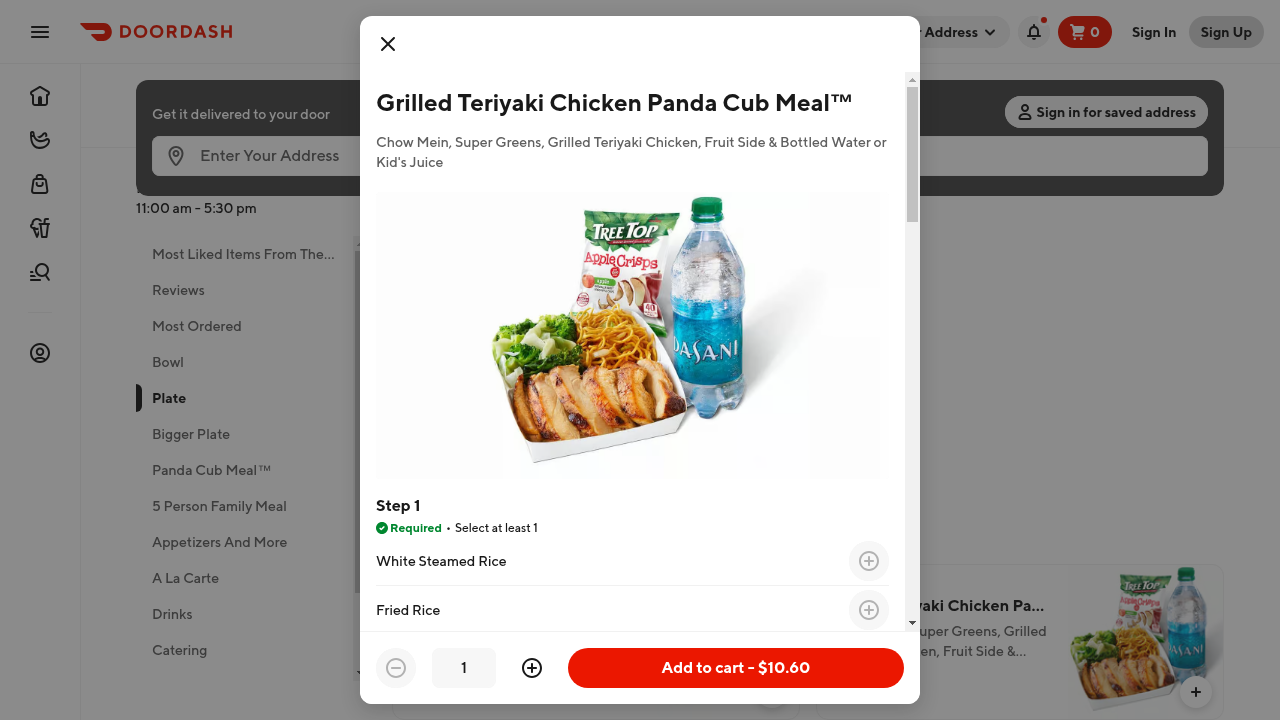 DOORDASH
Address
0
Sign In
Sign Up
Get it delivered to your door
Sign in for saved address
Enter Your Address
11:00 am - 5:30 pm
Most Liked Items From The...
Reviews
Most Ordered
Bowl
Plate
Bigger Plate
Panda Cub Meal™
5 Person Family Meal
Appetizers And More
A La Carte
Drinks
Catering
Grilled Teriyaki Chicken Panda Cub Meal™
Chow Mein, Super Greens, Grilled Teriyaki Chicken, Fruit Side & Bottled Water or
Kid's Juice
TREE TOP
Apple Crisps
DASANI
Step 1
Required • Select at least 1
White Steamed Rice
Fried Rice
1
Add to cart - $10.60
Chicken Pa...
Greens, Grilled
Fruit Side &...
TREE TOP
Apple Crisps
DASANI